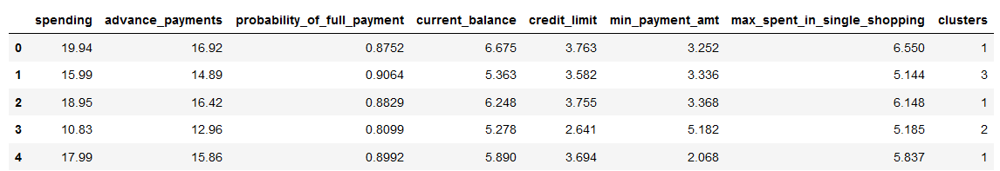 spending advance_payments probability_of_full_payment current_balance credit_limit min_payment_amt max_spent_in_single_shopping clusters
0 19.94 16.92 0.8752 6.675 3.763 3.252 6.550 1
1 15.99 14.89 0.9064 5.363 3.582 3.336 5.144 3
2 18.95 16.42 0.8829 6.248 3.755 3.368 6.148 1
3 10.83 12.96 0.8099 5.278 2.641 5.182 5.185 2
4 17.99 15.86 0.8992 5.890 3.694 2.068 5.837 1